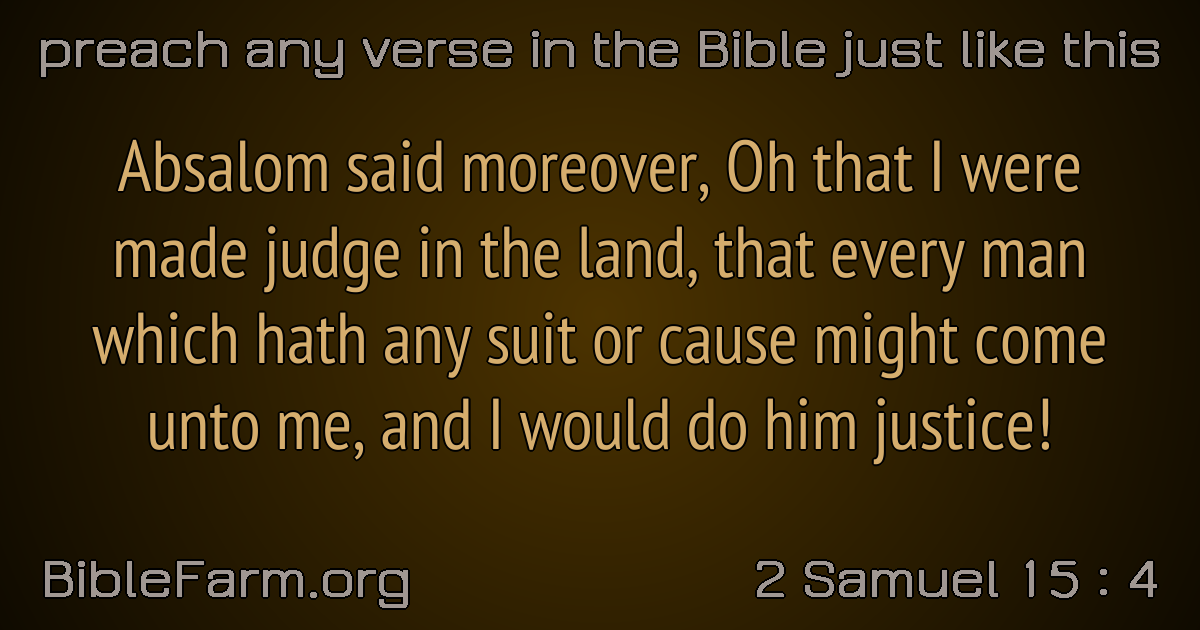 preach any verse in the Bible just like this
Absalom said moreover, Oh that I were
made judge in the land, that every man
which hath any suit or cause might come
unto me, and I would do him justice!
BibleFarm.org
2 Samuel 15 : 4